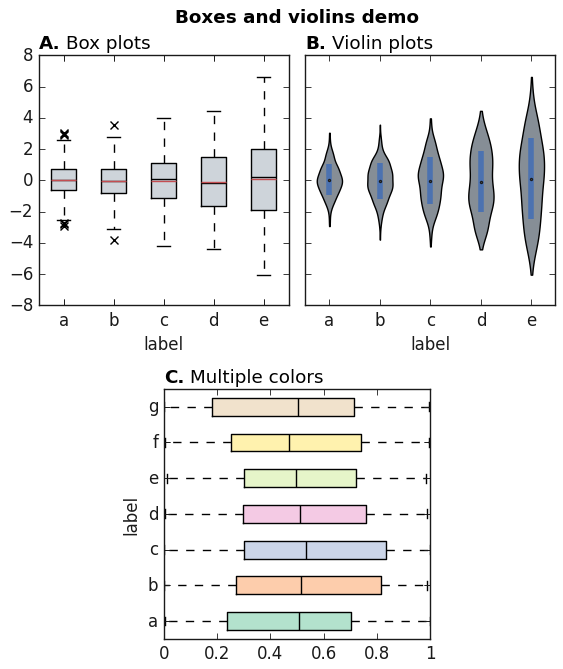 Boxes and violins demo
A. Box plots
B. Violin plots
8
6
4
2
0
−2
−4
−6
−8
a b c d e
a b c d e
label
label
C. Multiple colors
g
f
e
d
c
b
a
label
0 0.2 0.4 0.6 0.8 1